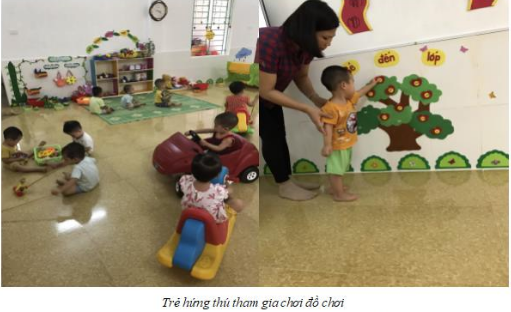 đến
lớp
Trẻ hứng thú tham gia chơi đồ chơi